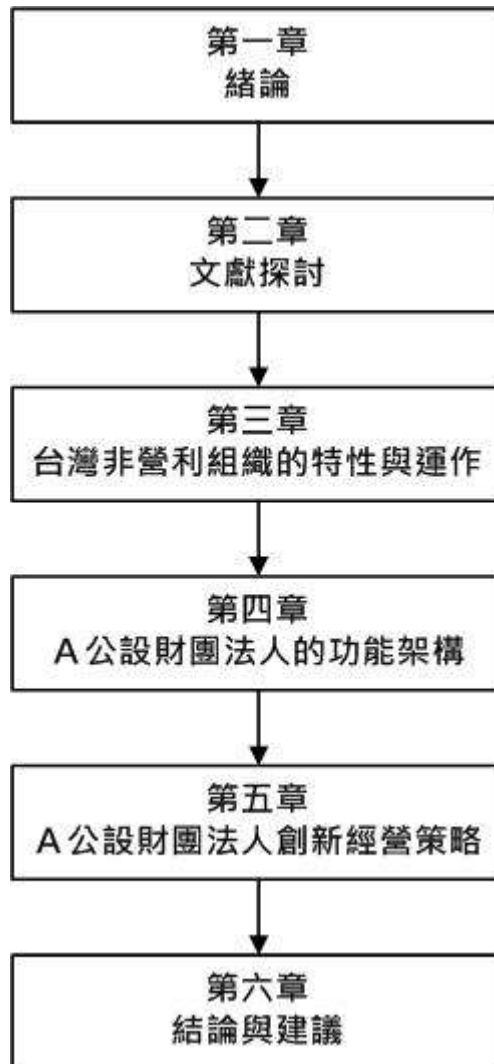 第一章
緒論
第二章
文獻探討
第三章
台灣非營利組織的特性與運作
第四章
A公設財團法人的功能架構
第五章
A公設財團法人創新經營策略
第六章
結論與建議